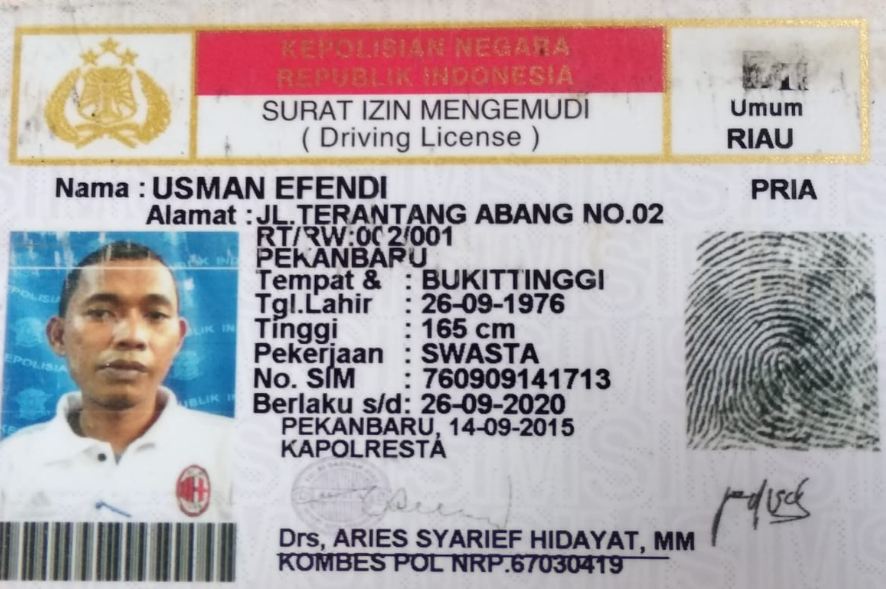 KEPOLISIAN NEGARA
REPUBLIK INDONESIA
SURAT IZIN MENGEMUDI
( Driving License )
Umum
RIAU
Nama : USMAN EFENDI
PRIA
Alamat : JL.TERANTANG ABANG NO.02
RT/RW:002/001
PEKANBARU
Tempat & : BUKITTINGGI
Tgl.Lahir : 26-09-1976
Tinggi : 165 cm
Pekerjaan : SWASTA
No. SIM : 760909141713
Berlaku s/d: 26-09-2020
PEKANBARU, 14-09-2015
KAPOLRESTA
Drs, ARIES SYARIEF HIDAYAT, MM
KOMBES POL NRP.67030419